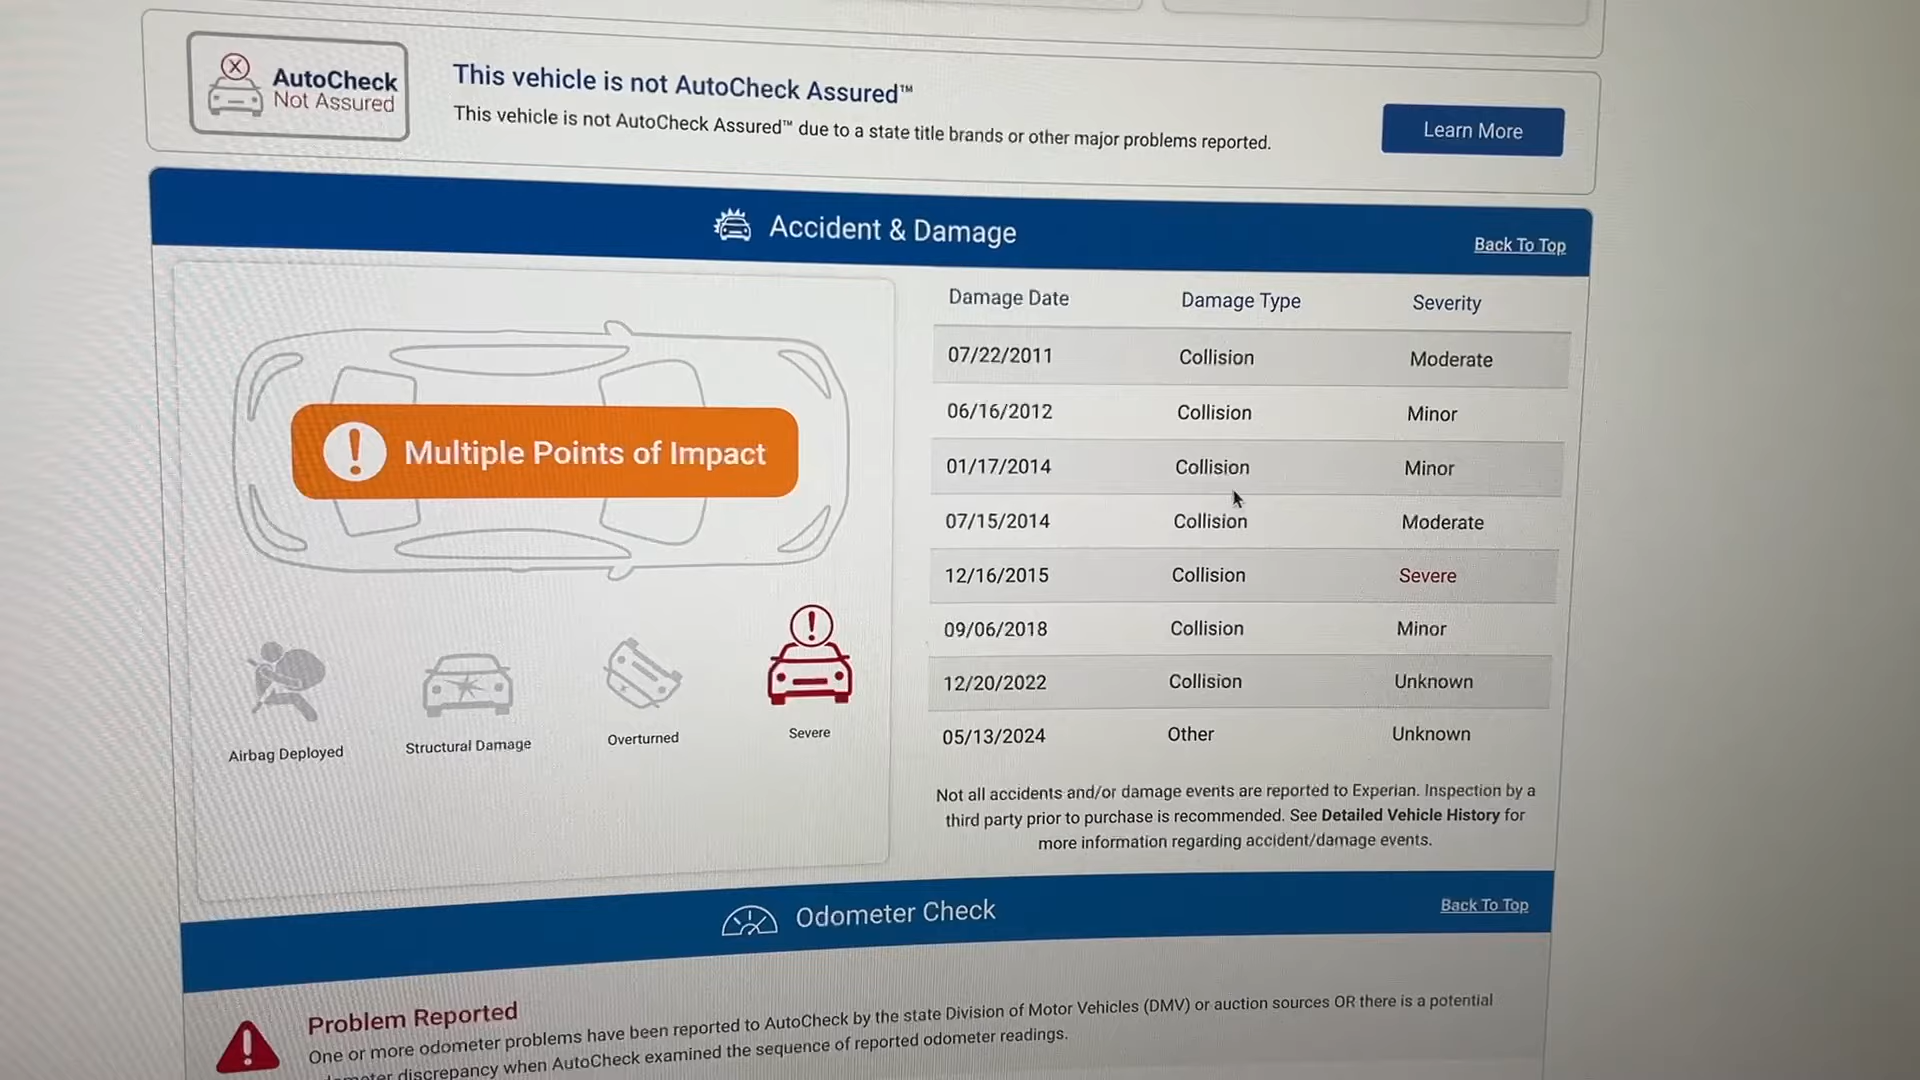 AutoCheck
Not Assured
This vehicle is not AutoCheck Assured™
This vehicle is not AutoCheck Assured™ due to a state title brands or other major problems reported.
Learn More
Accident & Damage
Back To Top
Multiple Points of Impact
Airbag Deployed
Structural Damage
Overturned
Severe
Damage Date Damage Type Severity
07/22/2011 Collision Moderate
06/16/2012 Collision Minor
01/17/2014 Collision Minor
07/15/2014 Collision Moderate
12/16/2015 Collision Severe
09/06/2018 Collision Minor
12/20/2022 Collision Unknown
05/13/2024 Other Unknown
Not all accidents and/or damage events are reported to Experian. Inspection by a
third party prior to purchase is recommended. See Detailed Vehicle History for
more information regarding accident/damage events.
Odometer Check
Back To Top
Problem Reported
One or more odometer problems have been reported to AutoCheck by the state Division of Motor Vehicles (DMV) or auction sources OR there is a potential
discrepancy when AutoCheck examined the sequence of reported odometer readings.